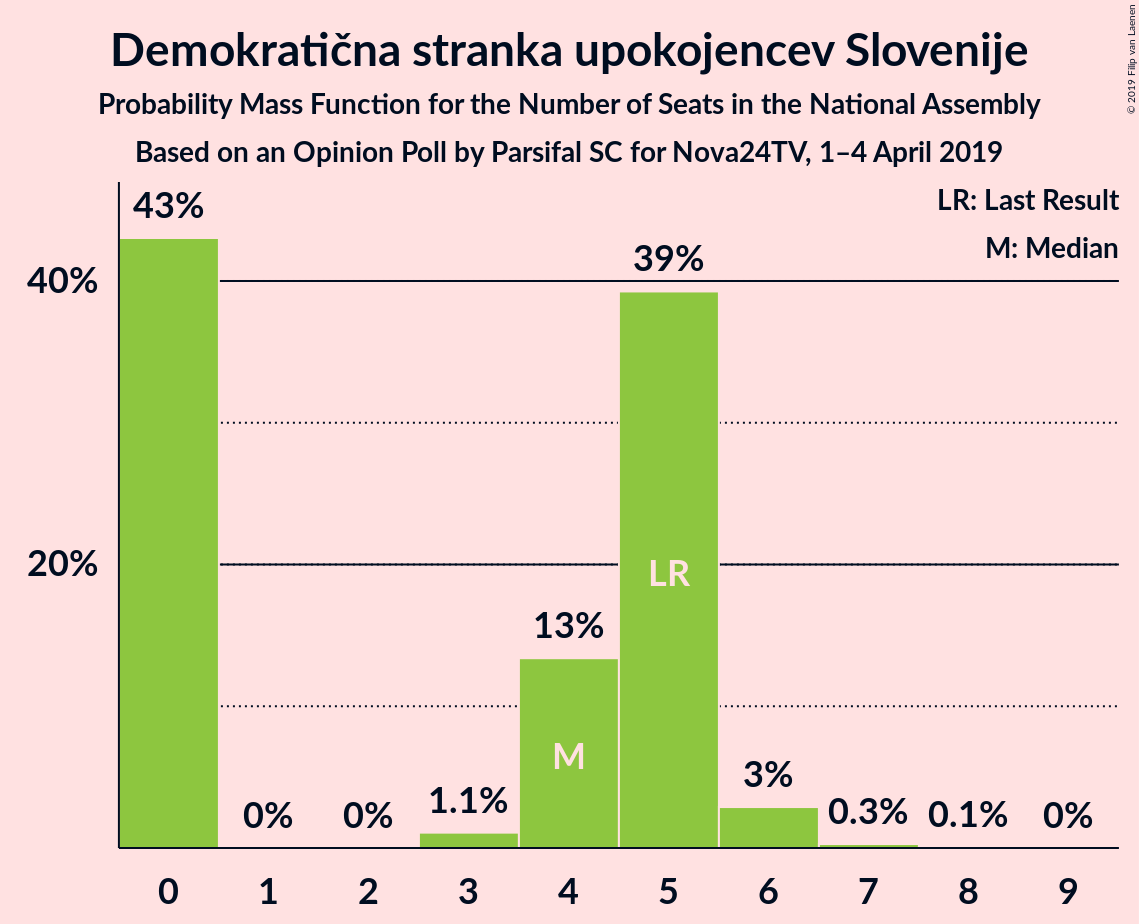 Demokratična stranka upokojencev Slovenije
Probability Mass Function for the Number of Seats in the National Assembly
Based on an Opinion Poll by Parsifal SC for Nova24TV, 1–4 April 2019
© 2019 Filip van Laenen
LR: Last Result
M: Median
43%
39%
40%
20%
LR
13%
M
3%
1.1%
0%
0%
0.3%
0.1%
0%
0 1 2 3 4 5 6 7 8 9